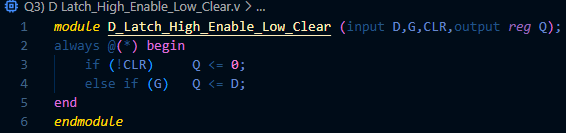 Q3) D Latch_High_Enable_Low_Clear.v > ...
1 module D_Latch_High_Enable_Low_Clear (input D,G,CLR,output reg Q);
2 always @(*) begin
3 if (!CLR) Q <= 0;
4 else if (G) Q <= D;
5 end
6 endmodule